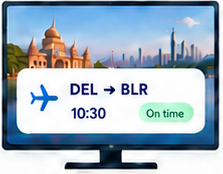 DEL → BLR
10:30
On time